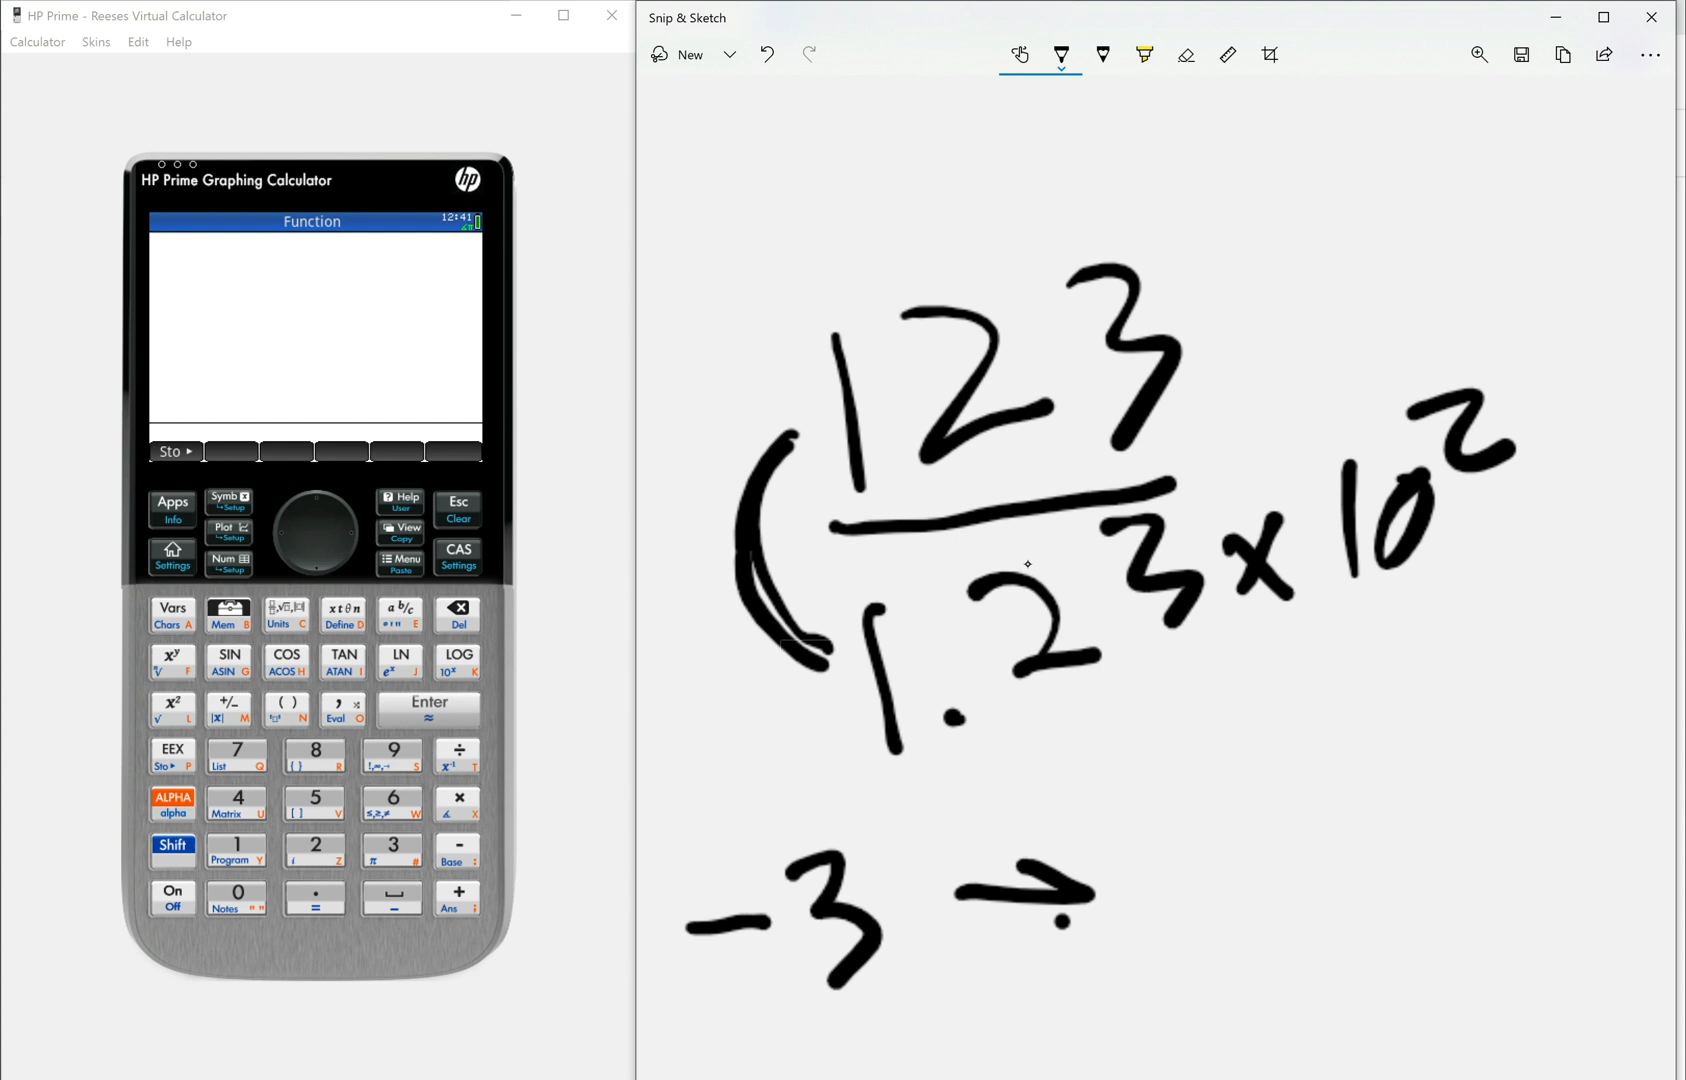 HP Prime - Reeses Virtual Calculator
Calculator Skins Edit Help
Snip & Sketch
New
HP Prime Graphing Calculator
hp
Function
12:41
Sto ▸
Apps
Info
Symb
↪Setup
Plot
↪Setup
Num
↪Setup
Settings
? Help
User
View
Copy
Menu
Paste
Esc
Clear
CAS
Settings
Vars
Chars A
Mem B
Units C
x t θ n
Define D
a b/c
E
Del
xʸ
F
SIN
ASIN G
COS
ACOS H
TAN
ATAN I
LN
eˣ J
LOG
10ˣ K
x²
√ L
+/-
|x| M
( )
N
,
Eval O
Enter
≈
EEX
Sto▸ P
7
List Q
8
{ } R
9
!,∞,→ S
÷
x⁻¹ T
ALPHA
alpha
4
Matrix U
5
[ ] V
6
≤,≥,≠ W
×
∡ X
Shift
1
Program Y
2
i Z
3
π #
-
Base :
On
Off
0
Notes " "
.
=
_
+
Ans ;
123
(
1.23 x 10²
-3 →